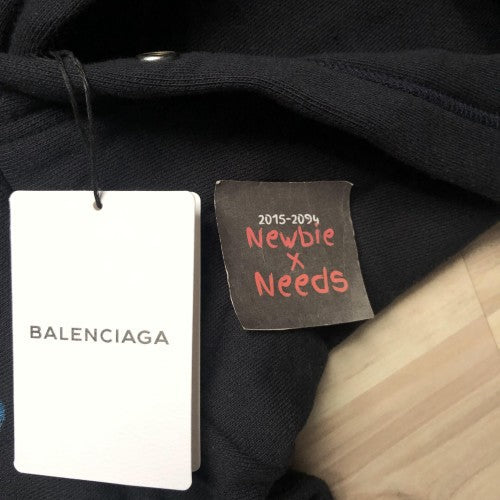 BALENCIAGA
2015-2094
Newbie
x
Needs